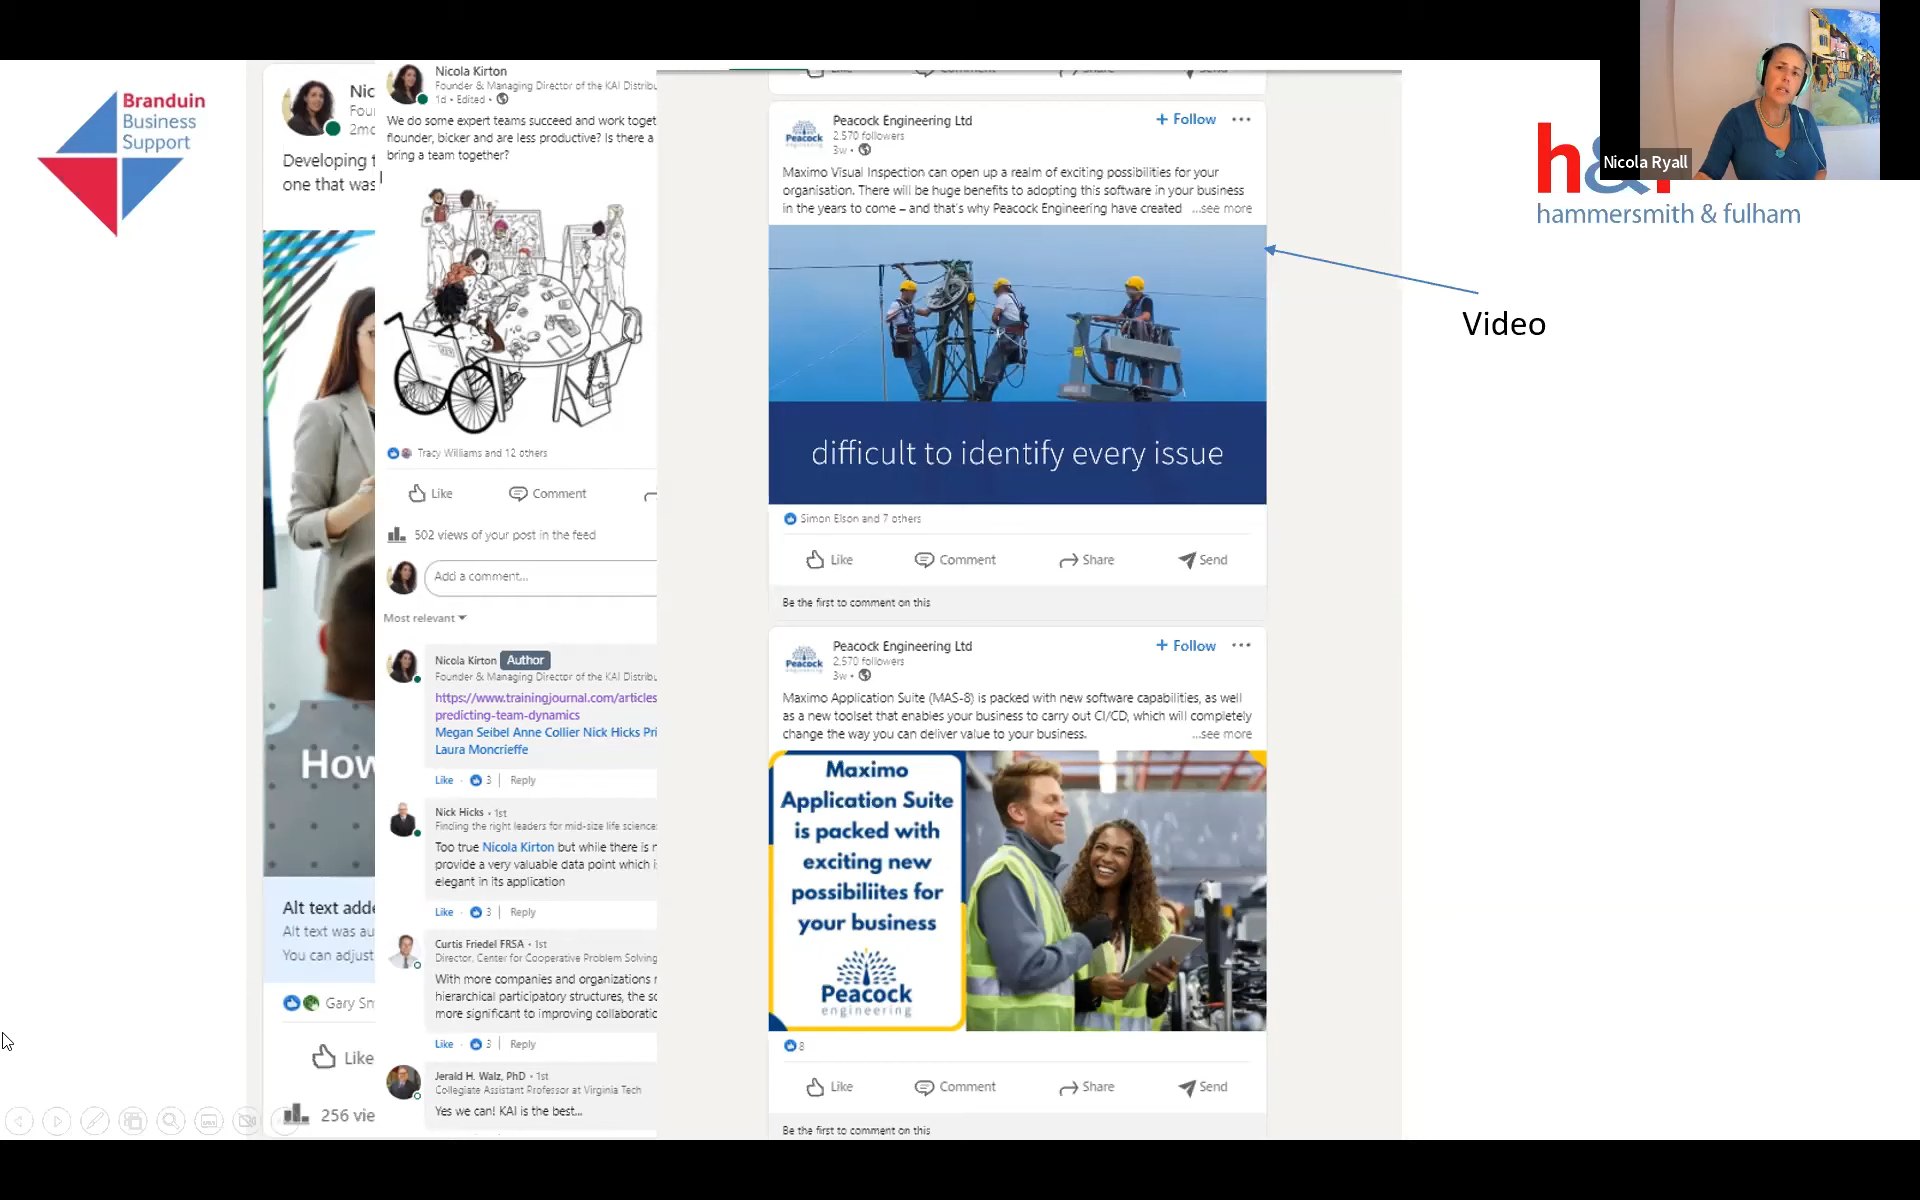 Branduin
Business
Support
Nic
Fou
2mo
Developing t
one that was
How
Alt text adde
Alt text was au
You can adjust
Gary Sm
Like
256 vie
Nicola Kirton
Founder & Managing Director of the KAI Distribu
1d • Edited •
We do some expert teams succeed and work toget
flounder, bicker and are less productive? Is there a
bring a team together?
Tracy Williams and 12 others
Like Comment
502 views of your post in the feed
Add a comment...
Most relevant
Nicola Kirton Author
Founder & Managing Director of the KAI Distribu
https://www.trainingjournal.com/articles
predicting-team-dynamics
Megan Seibel Anne Collier Nick Hicks Pri
Laura Moncrieffe
Like · 3 | Reply
Nick Hicks • 1st
Finding the right leaders for mid-size life science
Too true Nicola Kirton but while there is r
provide a very valuable data point which i
elegant in its application
Like · 3 | Reply
Curtis Friedel FRSA • 1st
Director, Center for Cooperative Problem Solving
With more companies and organizations r
hierarchical participatory structures, the sc
more significant to improving collaboratio
Like · 3 | Reply
Jerald H. Walz, PhD • 1st
Collegiate Assistant Professor at Virginia Tech
Yes we can! KAI is the best...
Like Comment Share Send
Peacock Engineering Ltd
2,570 followers
3w •
+ Follow
Peacock
engineering
Maximo Visual Inspection can open up a realm of exciting possibilities for your
organisation. There will be huge benefits to adopting this software in your business
in the years to come – and that's why Peacock Engineering have created ...see more
difficult to identify every issue
Simon Elson and 7 others
Like Comment Share Send
Be the first to comment on this
Peacock Engineering Ltd
2,570 followers
3w •
+ Follow
Peacock
engineering
Maximo Application Suite (MAS-8) is packed with new software capabilities, as well
as a new toolset that enables your business to carry out CI/CD, which will completely
change the way you can deliver value to your business. ...see more
Maximo
Application Suite
is packed with
exciting new
possibiliites for
your business
Peacock
engineering
8
Like Comment Share Send
Be the first to comment on this
Video
Nicola Ryall
h&f
hammersmith & fulham